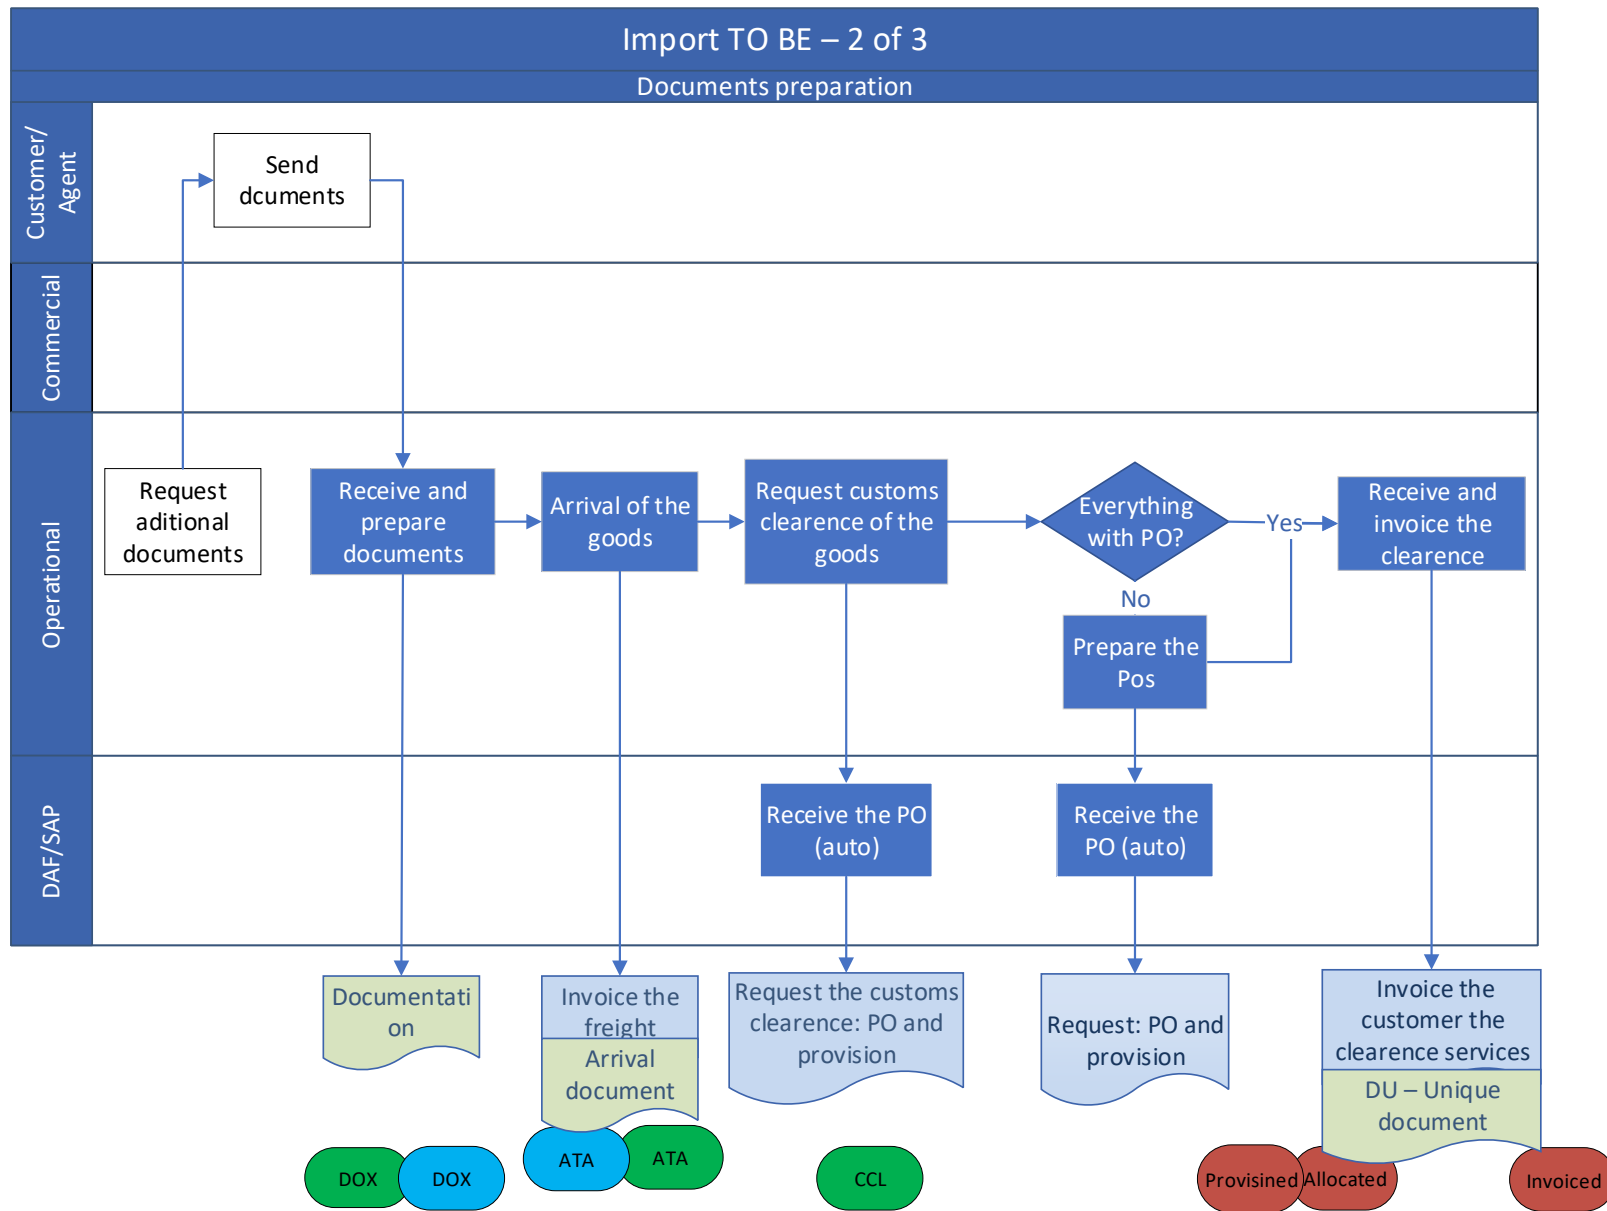 Import TO BE – 2 of 3
Documents preparation
Customer/
Agent
Send
dcuments
Commercial
Operational
Request
aditional
documents
Receive and
prepare
documents
Arrival of the
goods
Request customs
clearence of the
goods
Everything
with PO?
Yes
No
Receive and
invoice the
clearence
Prepare the
Pos
DAF/SAP
Receive the PO
(auto)
Receive the
PO (auto)
Documentati
on
Invoice the
freight
Arrival
document
Request the customs
clearence: PO and
provision
Request: PO and
provision
Invoice the
customer the
clearence services
DU – Unique
document
DOX
DOX
ATA
ATA
CCL
Provisined
Allocated
Invoiced